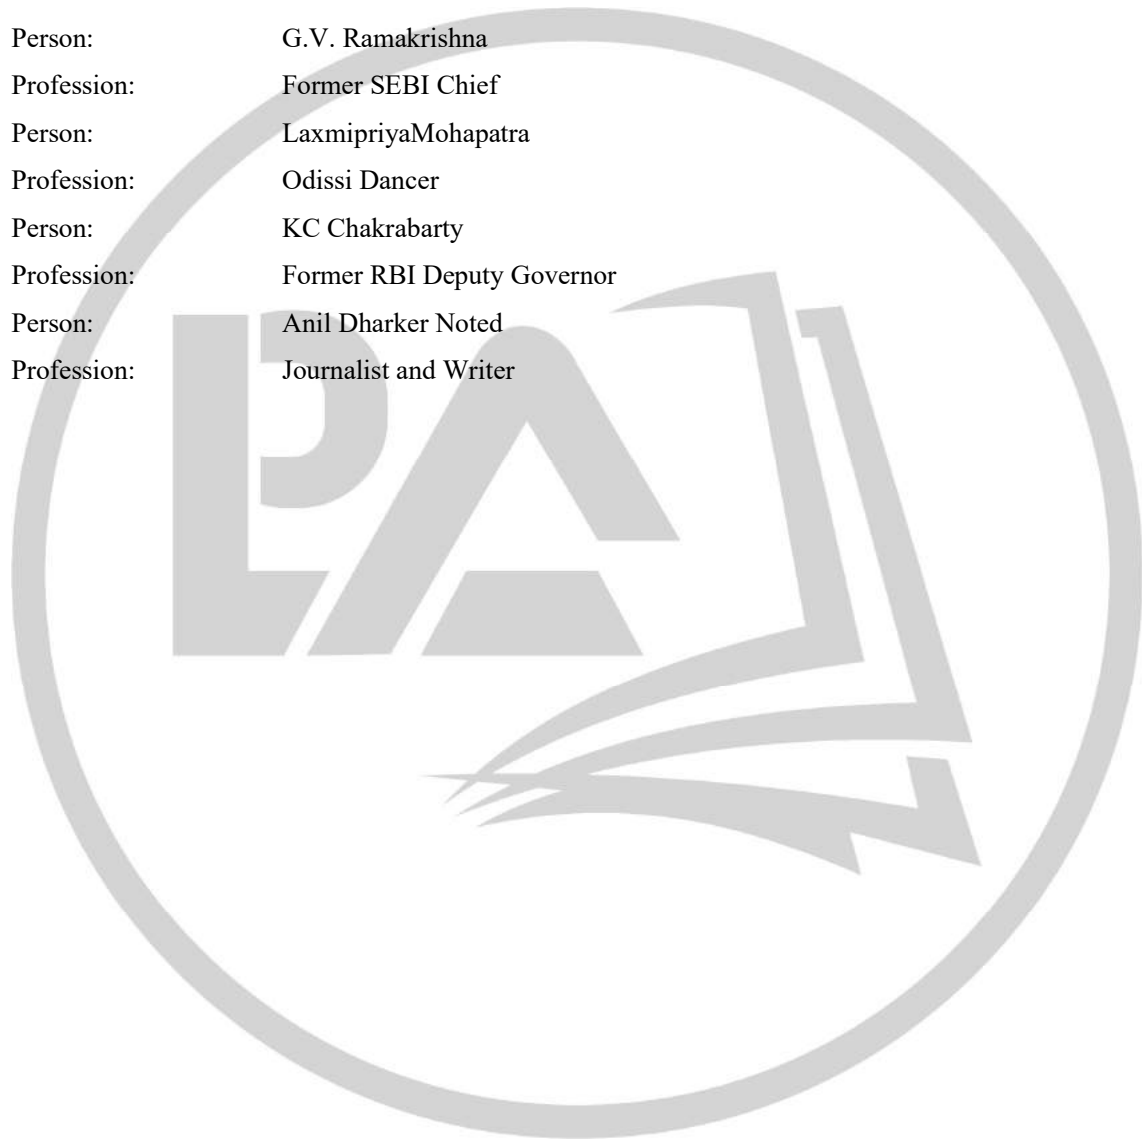 Person: G.V. Ramakrishna
Profession: Former SEBI Chief
Person: LaxmipriyaMohapatra
Profession: Odissi Dancer
Person: KC Chakrabarty
Profession: Former RBI Deputy Governor
Person: Anil Dharker Noted
Profession: Journalist and Writer